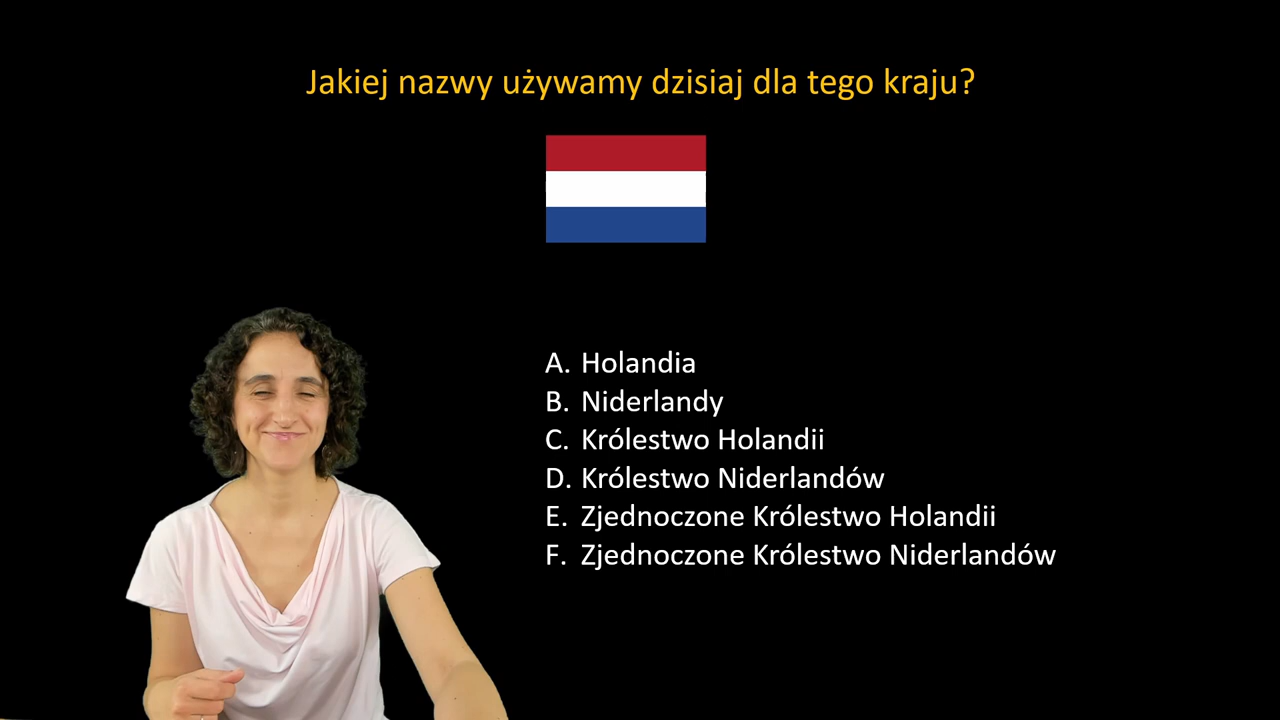 Jakiej nazwy używamy dzisiaj dla tego kraju?
A. Holandia
B. Niderlandy
C. Królestwo Holandii
D. Królestwo Niderlandów
E. Zjednoczone Królestwo Holandii
F. Zjednoczone Królestwo Niderlandów